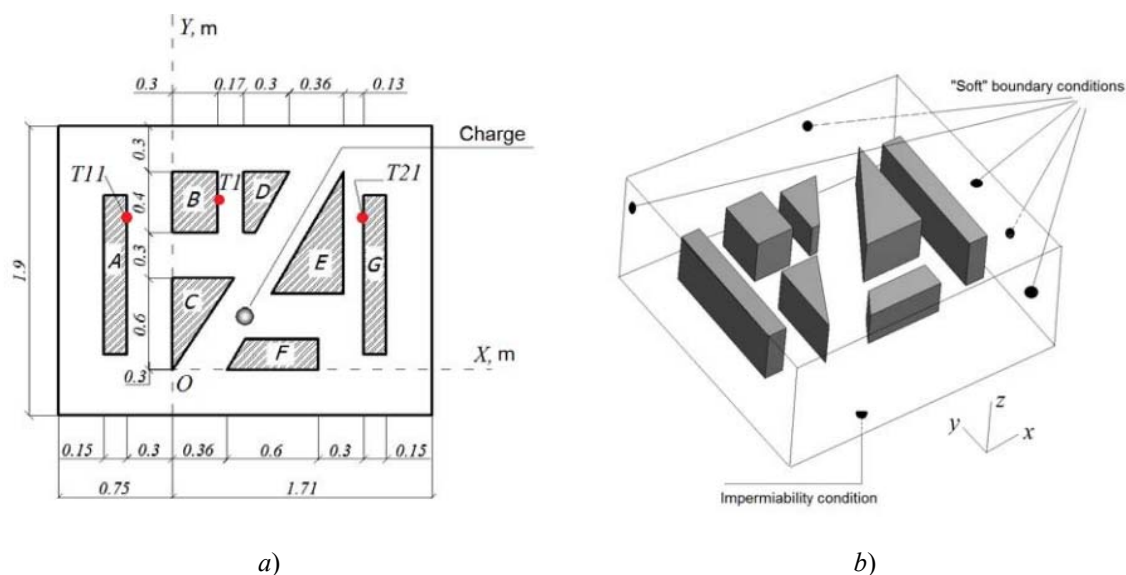 Y, m
0.3
0.17
0.3
0.36
0.13
Charge
"Soft" boundary conditions
0.3
T11
B
T1
D
T21
0.4
A
E
G
0.3
1.9
C
0.6
F
X, m
0.3
O
0.15
0.3
0.36
0.6
0.3
0.15
0.75
1.71
z
y
x
Impermiability condition
a)
b)